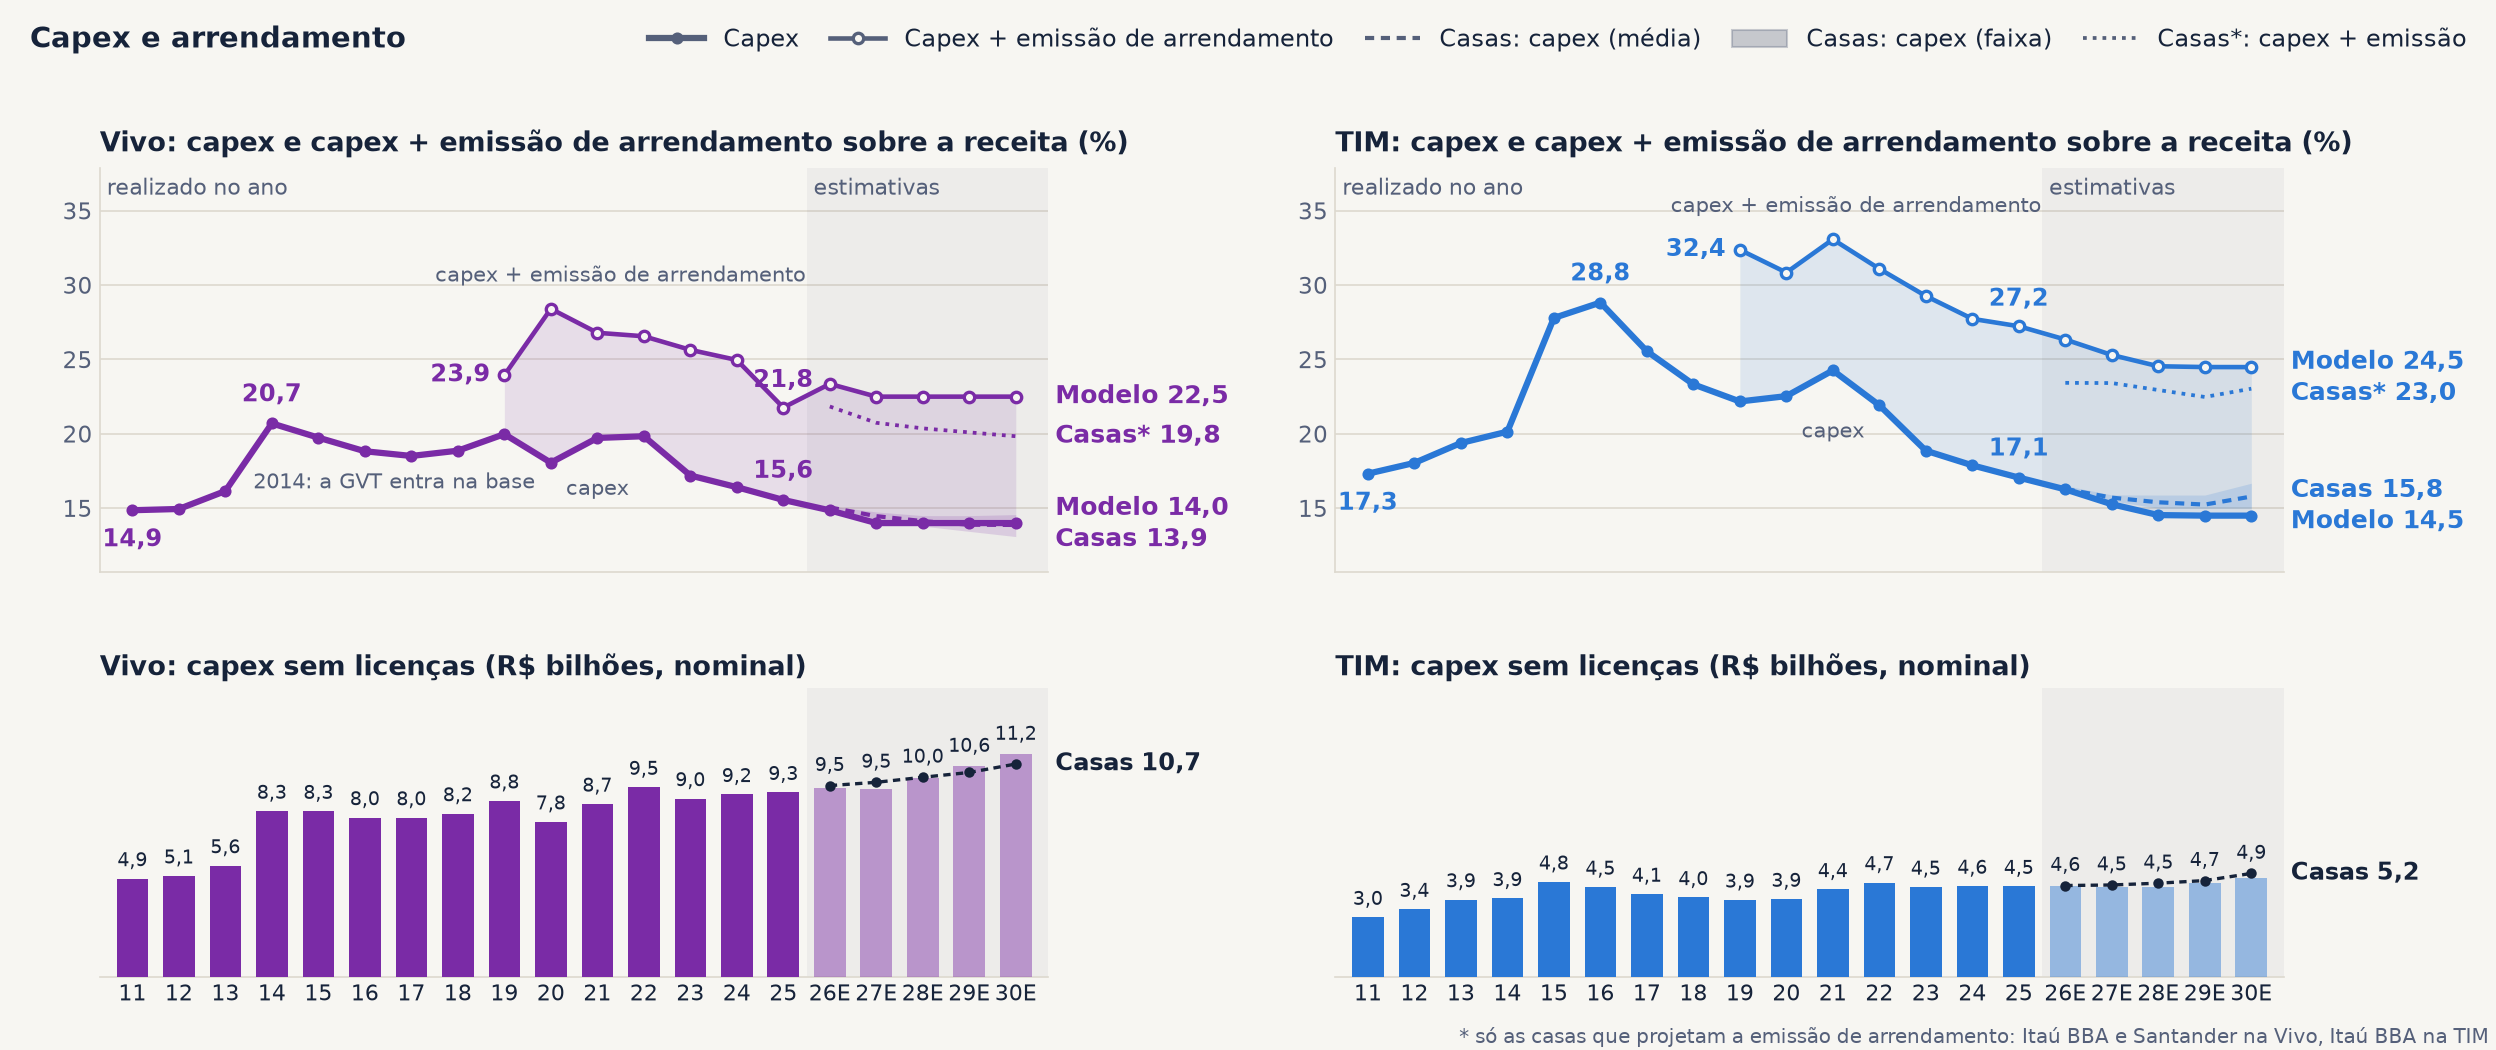 Capex e arrendamento
Capex
Capex + emissão de arrendamento
Casas: capex (média)
Casas: capex (faixa)
Casas*: capex + emissão
Vivo: capex e capex + emissão de arrendamento sobre a receita (%)
realizado no ano
estimativas
35
30
25
20
15
capex + emissão de arrendamento
23,9
21,8
20,7
2014: a GVT entra na base
capex
15,6
14,9
Modelo 22,5
Casas* 19,8
Modelo 14,0
Casas 13,9
TIM: capex e capex + emissão de arrendamento sobre a receita (%)
realizado no ano
estimativas
35
30
25
20
15
capex + emissão de arrendamento
32,4
28,8
27,2
capex
17,1
17,3
Modelo 24,5
Casas* 23,0
Casas 15,8
Modelo 14,5
Vivo: capex sem licenças (R$ bilhões, nominal)
4,9 5,1 5,6 8,3 8,3 8,0 8,0 8,2 8,8 7,8 8,7 9,5 9,0 9,2 9,3 9,5 9,5 10,0 10,6 11,2
Casas 10,7
11 12 13 14 15 16 17 18 19 20 21 22 23 24 25 26E 27E 28E 29E 30E
TIM: capex sem licenças (R$ bilhões, nominal)
3,0 3,4 3,9 3,9 4,8 4,5 4,1 4,0 3,9 3,9 4,4 4,7 4,5 4,6 4,5 4,6 4,5 4,5 4,7 4,9
Casas 5,2
11 12 13 14 15 16 17 18 19 20 21 22 23 24 25 26E 27E 28E 29E 30E
* só as casas que projetam a emissão de arrendamento: Itaú BBA e Santander na Vivo, Itaú BBA na TIM